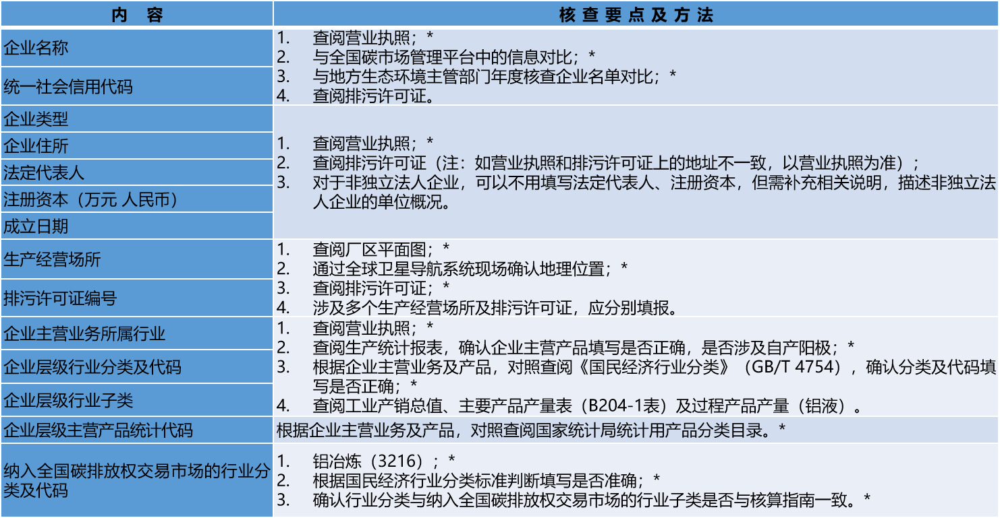 内 容
核 查 要 点 及 方 法
企业名称
统一社会信用代码
1. 查阅营业执照；*
2. 与全国碳市场管理平台中的信息对比；*
3. 与地方生态环境主管部门年度核查企业名单对比；*
4. 查阅排污许可证。
企业类型
企业住所
法定代表人
注册资本（万元 人民币）
成立日期
1. 查阅营业执照；*
2. 查阅排污许可证（注：如营业执照和排污许可证上的地址不一致，以营业执照为准）；
3. 对于非独立法人企业，可以不用填写法定代表人、注册资本，但需补充相关说明，描述非独立法
人企业的单位概况。
生产经营场所
排污许可证编号
1. 查阅厂区平面图；*
2. 通过全球卫星导航系统现场确认地理位置；*
3. 查阅排污许可证；*
4. 涉及多个生产经营场所及排污许可证，应分别填报。
企业主营业务所属行业
企业层级行业分类及代码
企业层级行业子类
1. 查阅营业执照；*
2. 查阅生产统计报表，确认企业主营产品填写是否正确，是否涉及自产阳极；*
3. 根据企业主营业务及产品，对照查阅《国民经济行业分类》（GB/T 4754），确认分类及代码填
写是否正确；*
4. 查阅工业产销总值、主要产品产量表（B204-1表）及过程产品产量（铝液）。
企业层级主营产品统计代码
根据企业主营业务及产品，对照查阅国家统计局统计用产品分类目录。*
纳入全国碳排放权交易市场的行业分
类及代码
1. 铝冶炼（3216）；*
2. 根据国民经济行业分类标准判断填写是否准确；*
3. 确认行业分类与纳入全国碳排放权交易市场的行业子类是否与核算指南一致。*